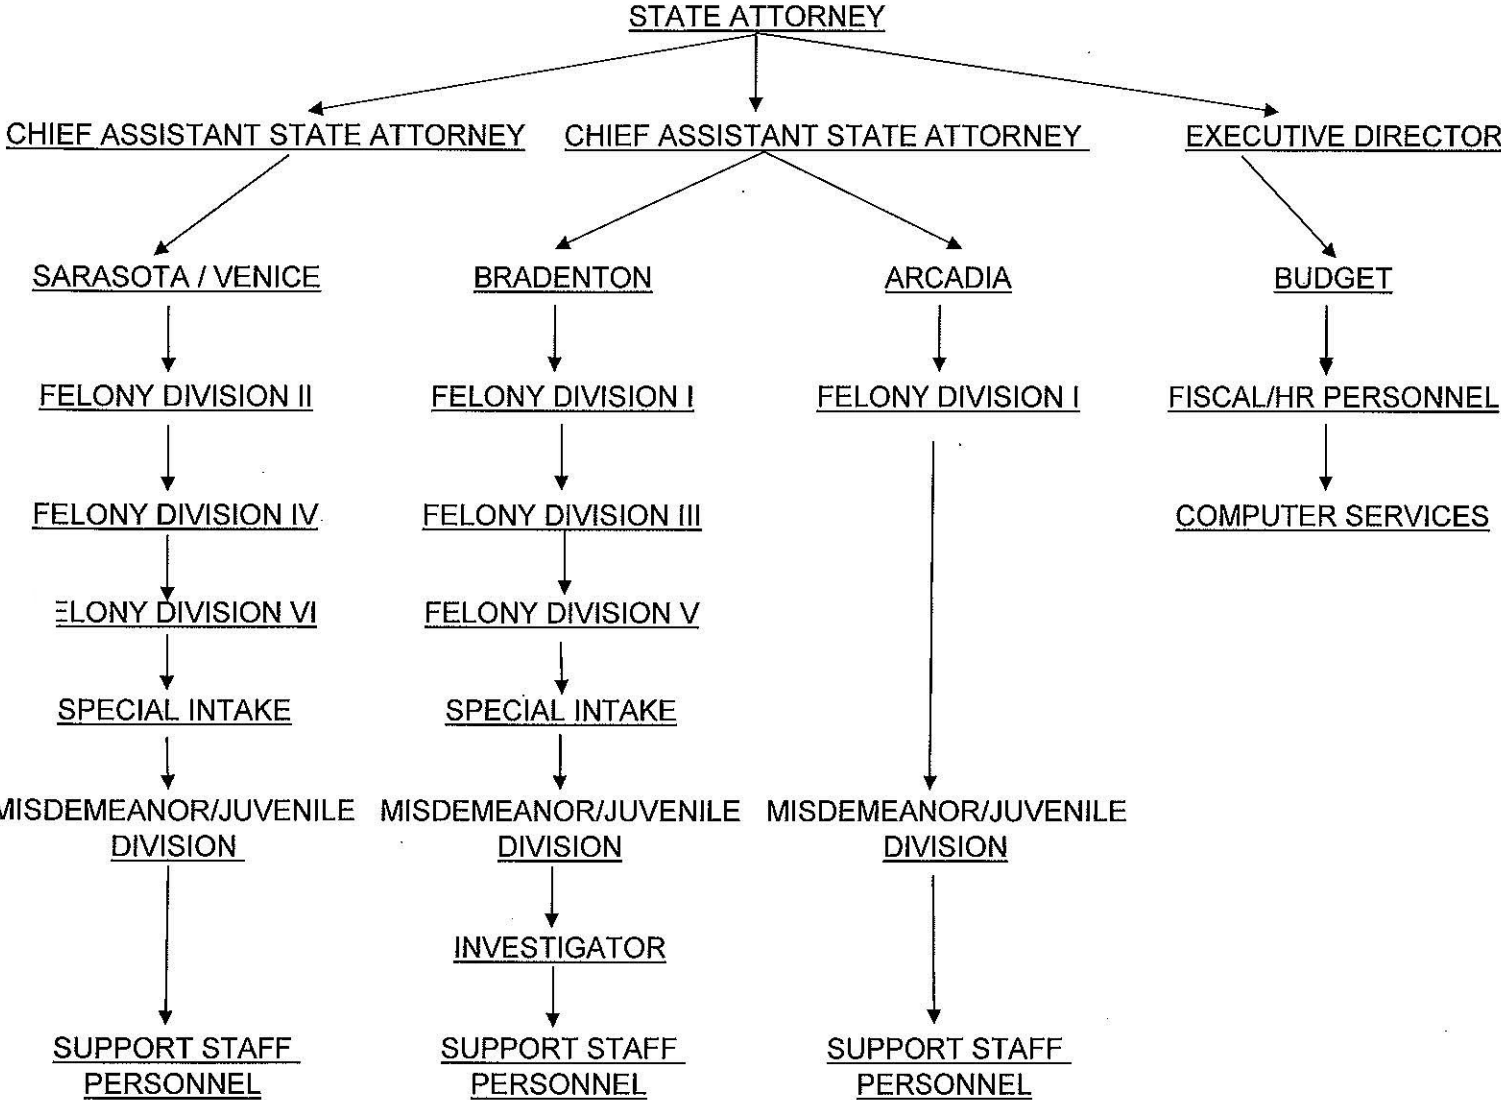 STATE ATTORNEY
CHIEF ASSISTANT STATE ATTORNEY
CHIEF ASSISTANT STATE ATTORNEY
EXECUTIVE DIRECTOR
SARASOTA / VENICE
BRADENTON
ARCADIA
BUDGET
FELONY DIVISION II
FELONY DIVISION I
FELONY DIVISION I
FISCAL/HR PERSONNEL
FELONY DIVISION IV
FELONY DIVISION III
COMPUTER SERVICES
ELONY DIVISION VI
FELONY DIVISION V
SPECIAL INTAKE
SPECIAL INTAKE
MISDEMEANOR/JUVENILE
DIVISION
MISDEMEANOR/JUVENILE
DIVISION
MISDEMEANOR/JUVENILE
DIVISION
INVESTIGATOR
SUPPORT STAFF
PERSONNEL
SUPPORT STAFF
PERSONNEL
SUPPORT STAFF
PERSONNEL